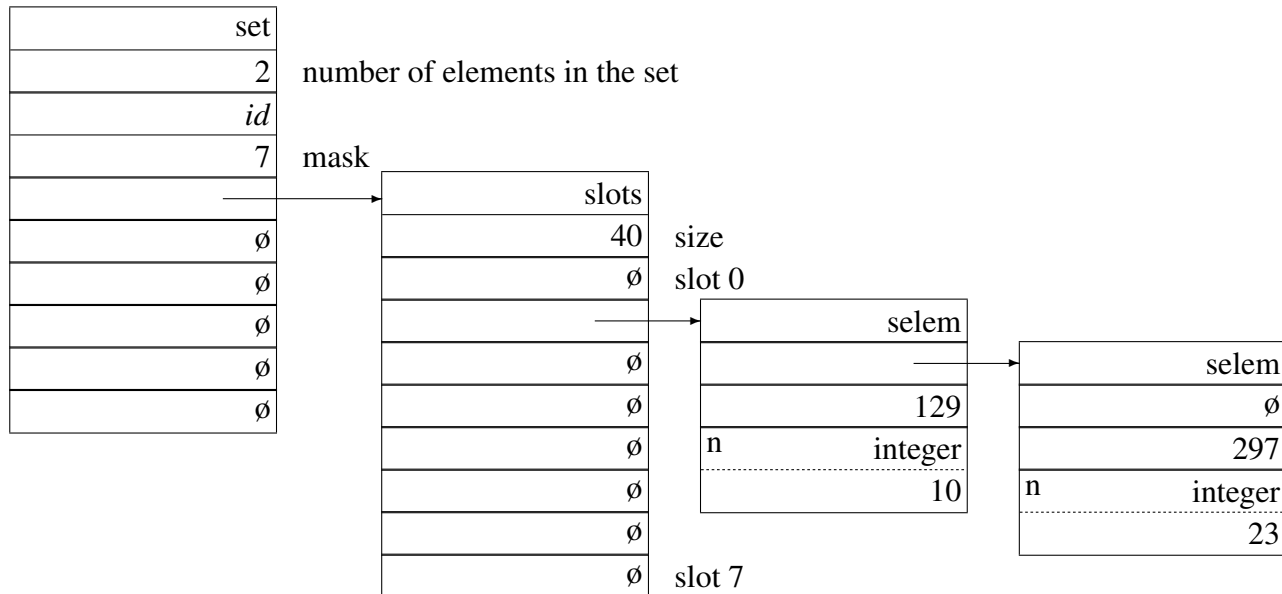 set
2 number of elements in the set
id
7 mask
slots
ø
40 size
ø
ø slot 0
ø
selem
ø
ø
selem
ø
ø
129
ø
ø
n integer
297
ø
10
n integer
ø
23
ø slot 7